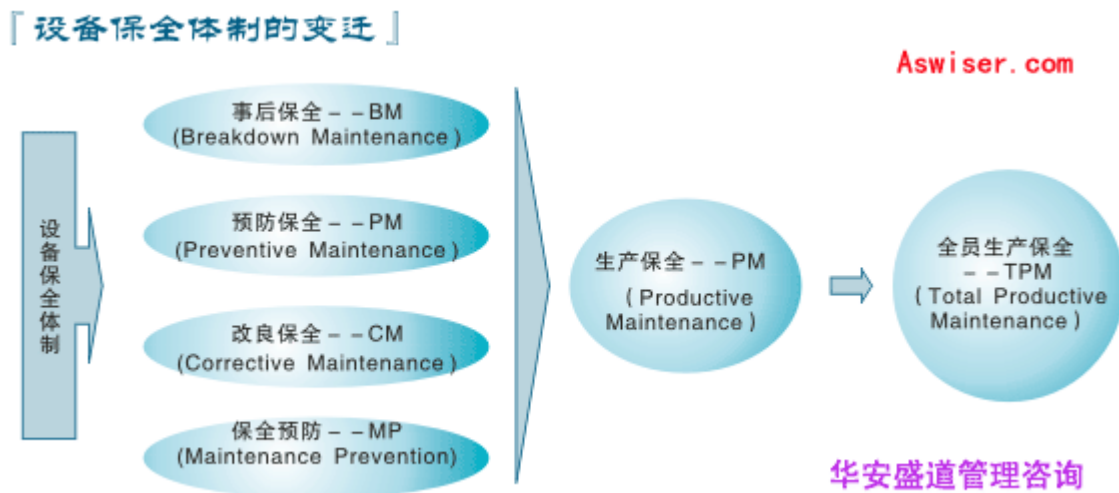 『设备保全体制的变迁』
Aswiser.com
设备保全体制
事后保全--BM
(Breakdown Maintenance)
预防保全--PM
(Preventive Maintenance)
改良保全--CM
(Corrective Maintenance)
保全预防--MP
(Maintenance Prevention)
生产保全--PM
(Productive
Maintenance)
全员生产保全
--TPM
(Total Productive
Maintenance)
华安盛道管理咨询